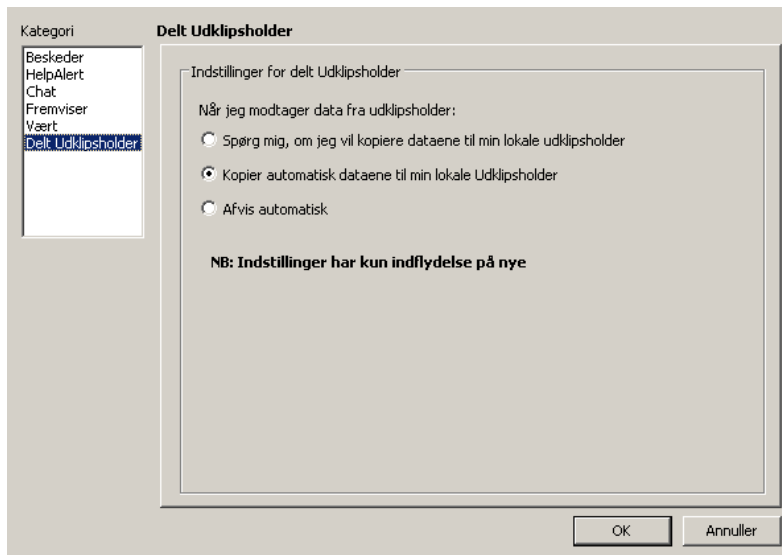 Kategori
Beskeder
HelpAlert
Chat
Fremviser
Vært
Delt Udklipsholder
Delt Udklipsholder
Indstillinger for delt Udklipsholder
Når jeg modtager data fra udklipsholder:
Spørg mig, om jeg vil kopiere dataene til min lokale udklipsholder
Kopier automatisk dataene til min lokale Udklipsholder
Afvis automatisk
NB: Indstillinger har kun indflydelse på nye
OK
Annuller